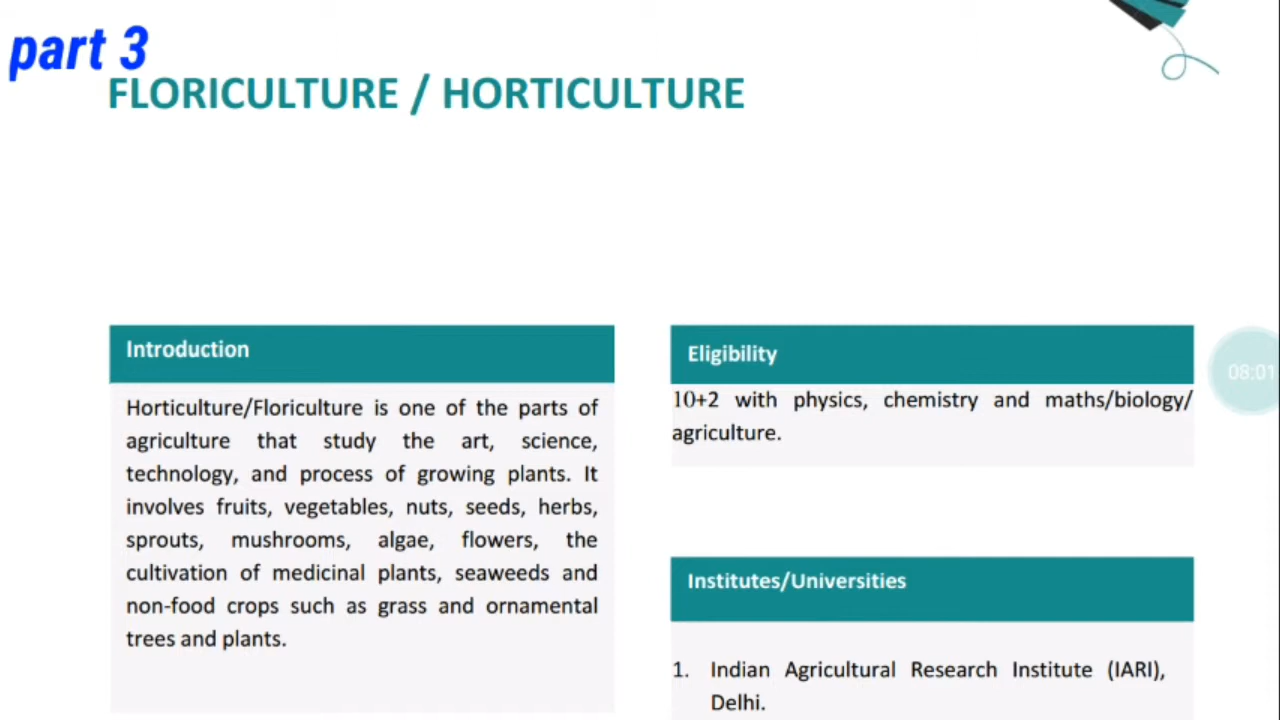 part 3
FLORICULTURE / HORTICULTURE
Introduction
Horticulture/Floriculture is one of the parts of
agriculture that study the art, science,
technology, and process of growing plants. It
involves fruits, vegetables, nuts, seeds, herbs,
sprouts, mushrooms, algae, flowers, the
cultivation of medicinal plants, seaweeds and
non-food crops such as grass and ornamental
trees and plants.
Eligibility
10+2 with physics, chemistry and maths/biology/
agriculture.
08:01
Institutes/Universities
1. Indian Agricultural Research Institute (IARI),
Delhi.